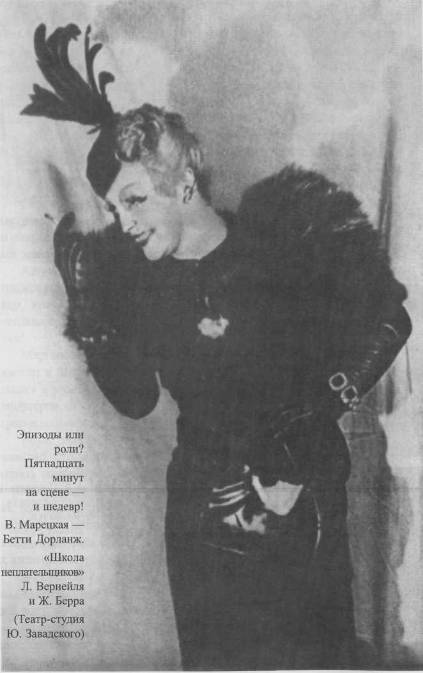 Эпизоды или
роли?
Пятнадцать
минут
на сцене —
и шедевр!
В. Марецкая —
Бетти Дорланж.
«Школа
неплательщиков»
Л. Вернейля
и Ж. Берра
(Театр-студия
Ю. Завадского)